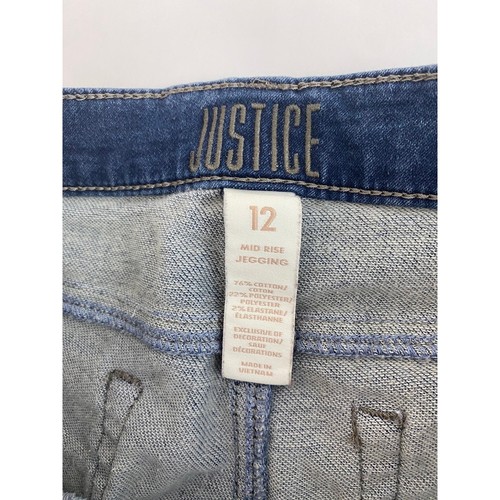 JUSTICE
12
MID RISE
JEGGING
76% COTTON/
COTON
22% POLYESTER/
POLYESTER
2% ELASTANE/
ELASTHANNE
EXCLUSIVE OF
DECORATIONS/
SAUF
DÉCORATIONS
MADE IN
VIETNAM